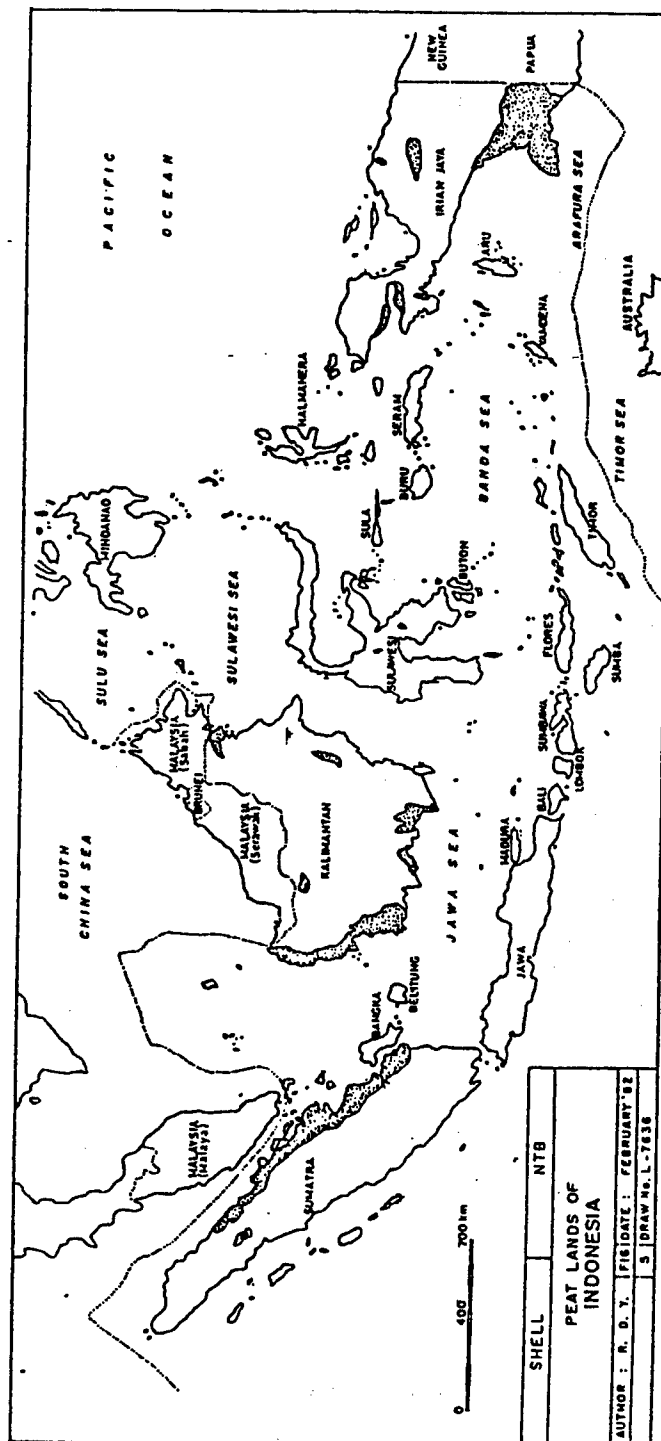 PACIFIC
OCEAN
SOUTH
CHINA SEA
SULU SEA
MINDANAO
SULAWESI SEA
HALMAHERA
NEW
GUINEA
PAPUA
IRIAN JAYA
MALAYSIA
(Malaya)
MALAYSIA
(Sabah)
BRUNEI
MALAYSIA
(Serawak)
KALIMANTAN
SUMATRA
BANGKA
BELITUNG
SULAWESI
SULA
BURU
SERAM
BUTON
BANDA SEA
ARU
ARAFURA SEA
JAWA SEA
MADURA
JAWA
BALI
LOMBOK
SUMBAWA
FLORES
SUMBA
TIMOR
TIMOR SEA
AUSTRALIA
0 400 700 km
SHELL NTB
PEAT LANDS OF
INDONESIA
AUTHOR : R. D. Y. FIG DATE : FEBRUARY '82
5 DRAW No. L-7636